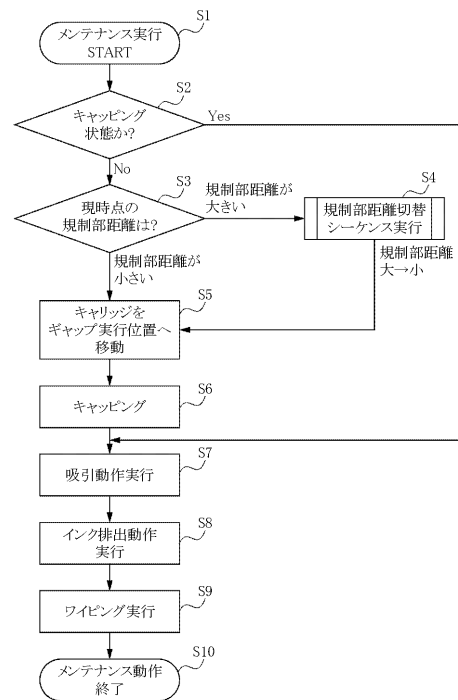 メンテナンス実行
START
S1
キャッピング
状態か?
S2
Yes
No
現時点の
規制部距離は?
S3
規制部距離が
大きい
規制部距離切替
シーケンス実行
S4
規制部距離
大→小
規制部距離が
小さい
キャリッジを
ギャップ実行位置へ
移動
S5
キャッピング
S6
吸引動作実行
S7
インク排出動作
実行
S8
ワイピング実行
S9
メンテナンス動作
終了
S10